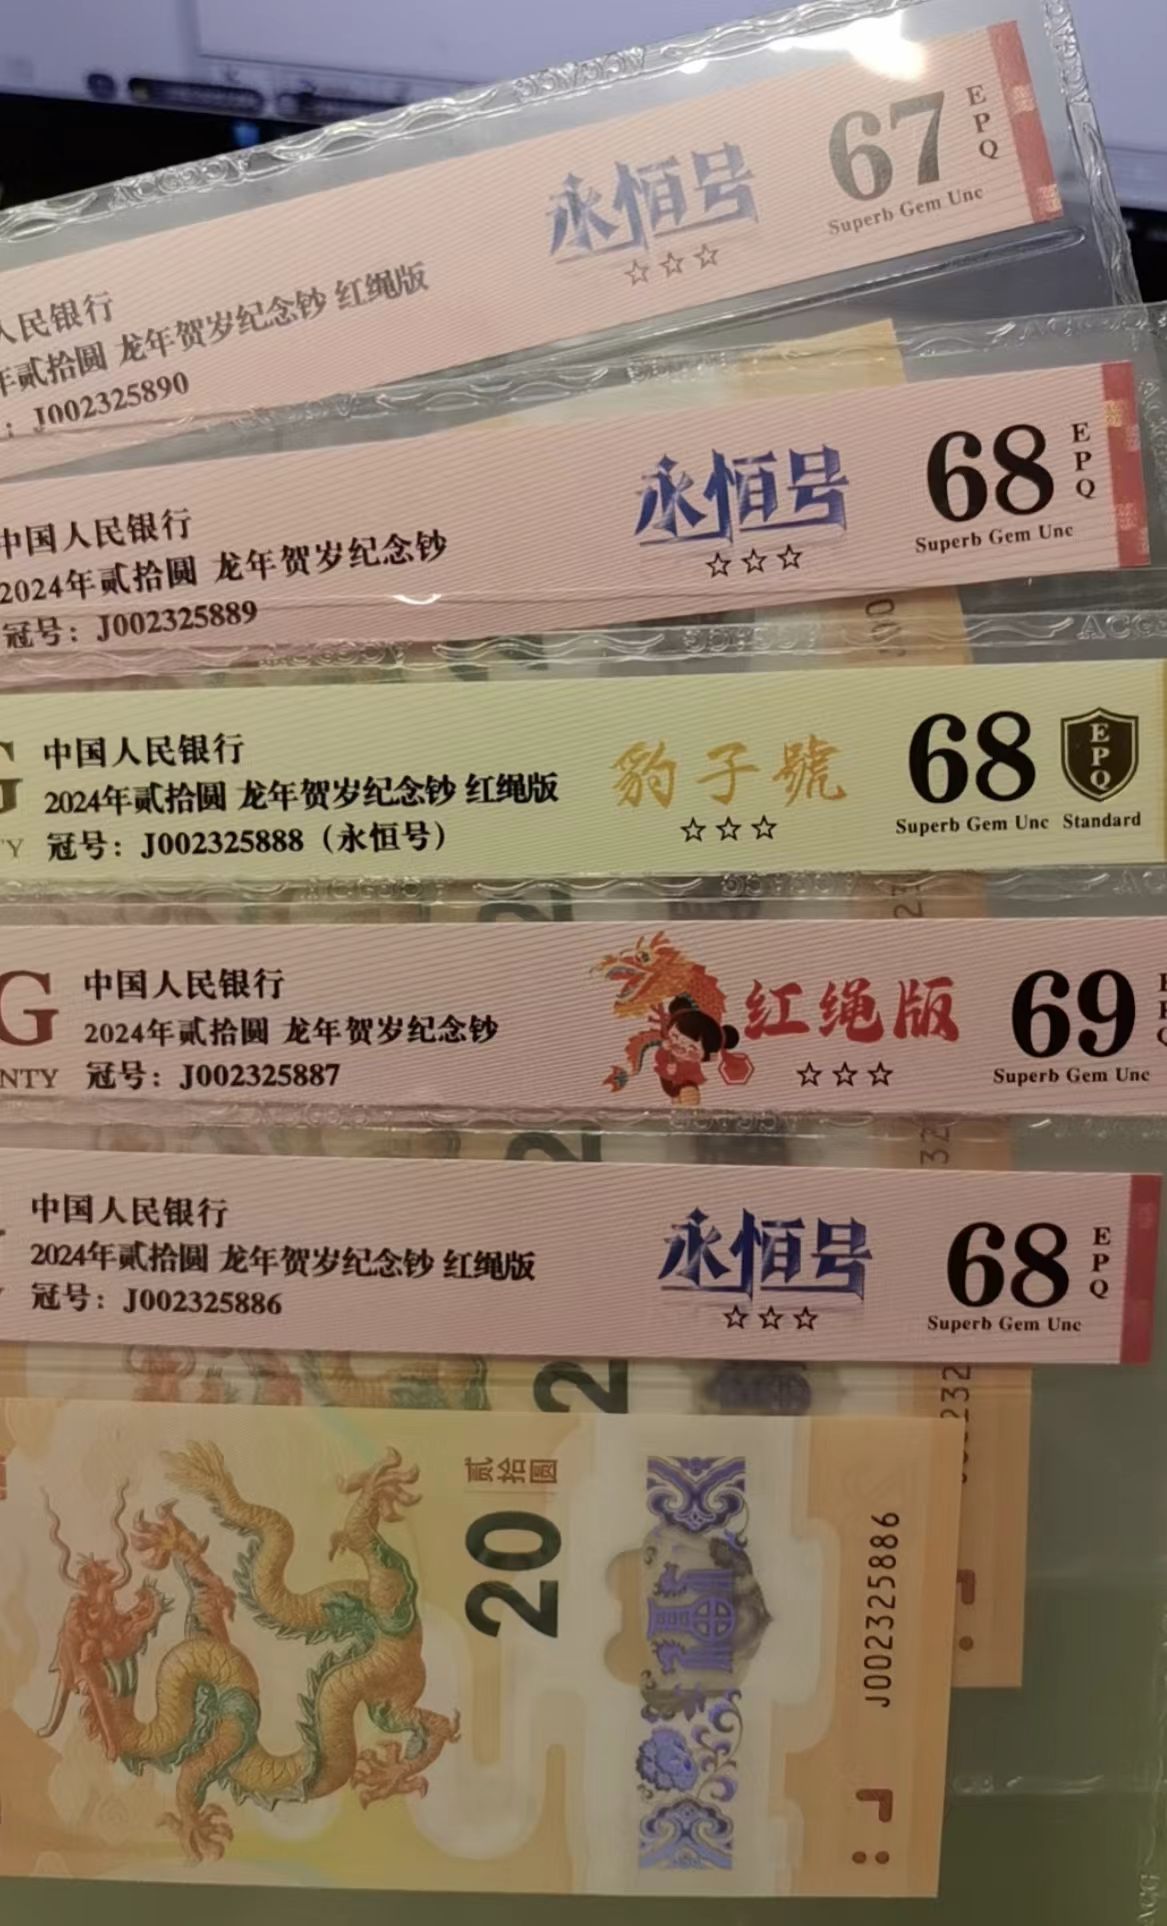 永恒号
67
EPQ
Superb Gem Unc
☆☆☆
人民银行
年贰拾圆 龙年贺岁纪念钞 红绳版
：J002325890
中国人民银行
2024年贰拾圆 龙年贺岁纪念钞
冠号：J002325889
永恒号
☆☆☆
68
EPQ
Superb Gem Unc
G
TY
中国人民银行
2024年贰拾圆 龙年贺岁纪念钞 红绳版
冠号：J002325888（永恒号）
豹子號
☆☆☆
68
EPQ
Superb Gem Unc Standard
G
NTY
中国人民银行
2024年贰拾圆 龙年贺岁纪念钞
冠号：J002325887
红绳版
☆☆☆
69
Superb Gem Unc
中国人民银行
2024年贰拾圆 龙年贺岁纪念钞 红绳版
冠号：J002325886
永恒号
☆☆☆
68
EPQ
Superb Gem Unc
贰拾圆
20
J002325886
ACG